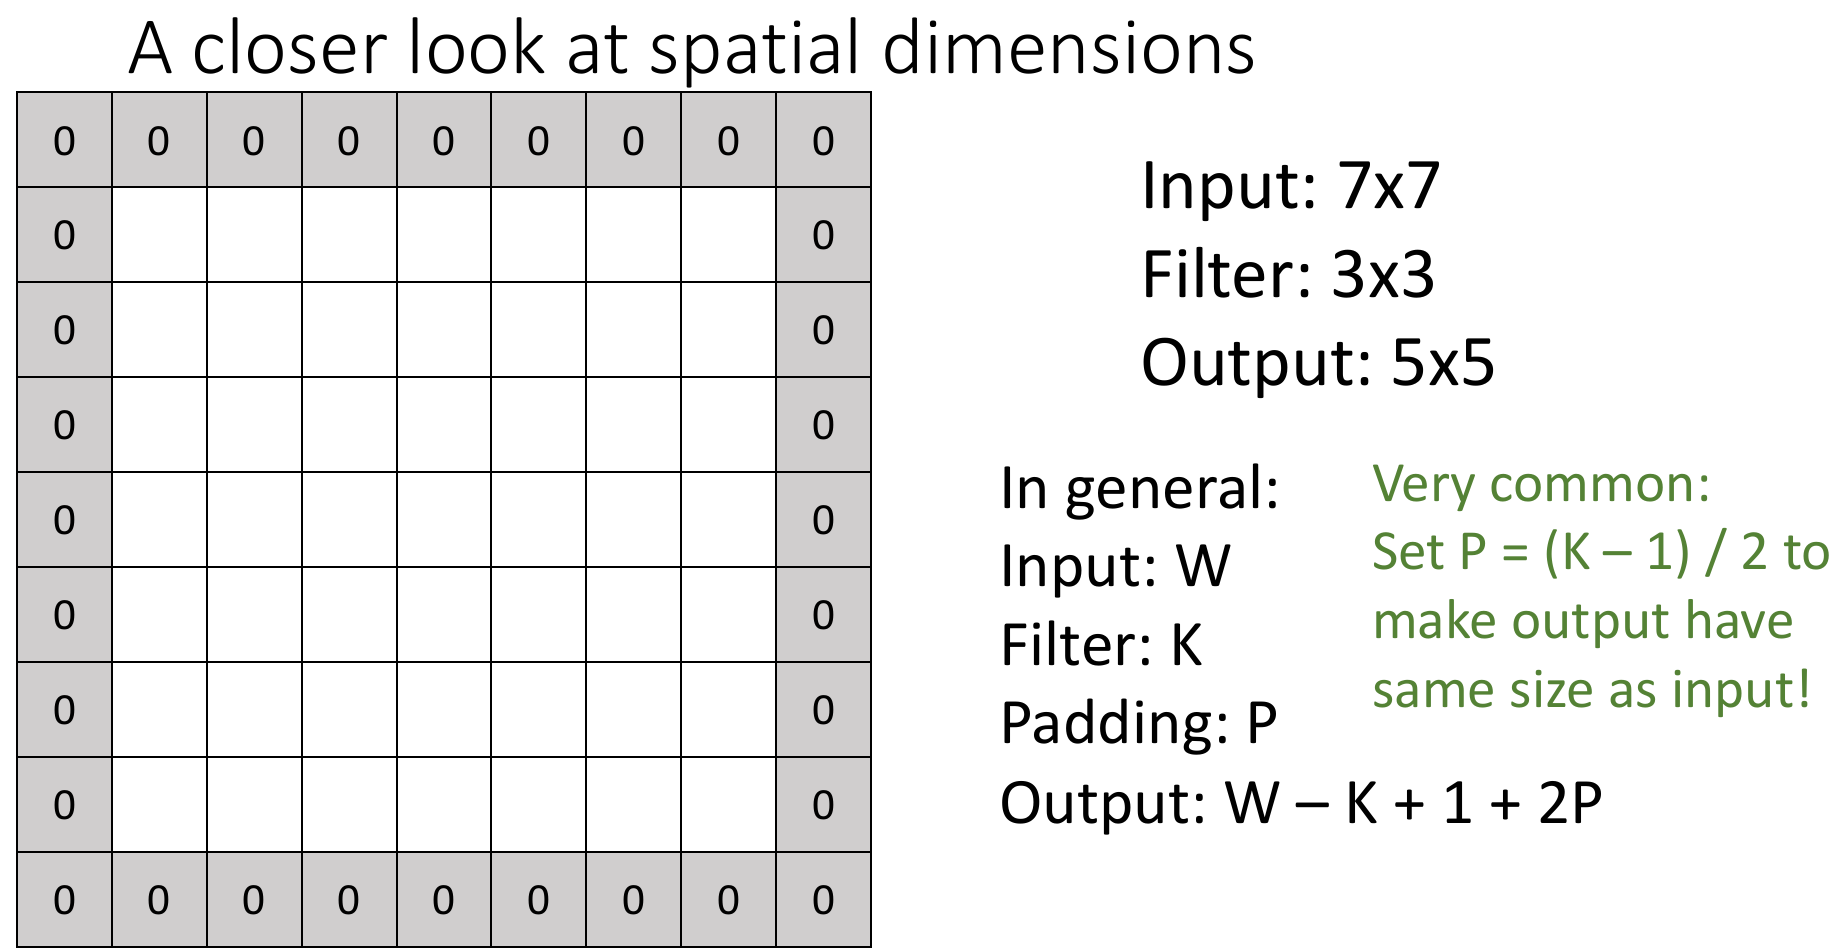 A closer look at spatial dimensions
0 0 0 0 0 0 0 0 0
0 0
0 0
0 0
0 0
0 0
0 0
0 0
0 0 0 0 0 0 0 0 0
Input: 7x7
Filter: 3x3
Output: 5x5
In general:
Input: W
Filter: K
Padding: P
Output: W – K + 1 + 2P
Very common:
Set P = (K – 1) / 2 to
make output have
same size as input!